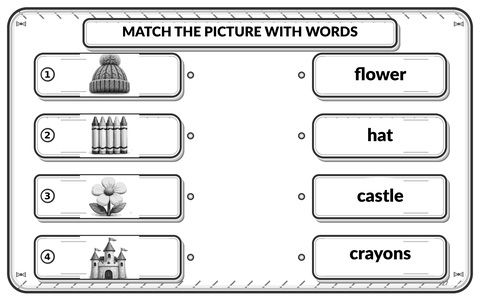 MATCH THE PICTURE WITH WORDS
① flower
② hat
③ castle
④ crayons